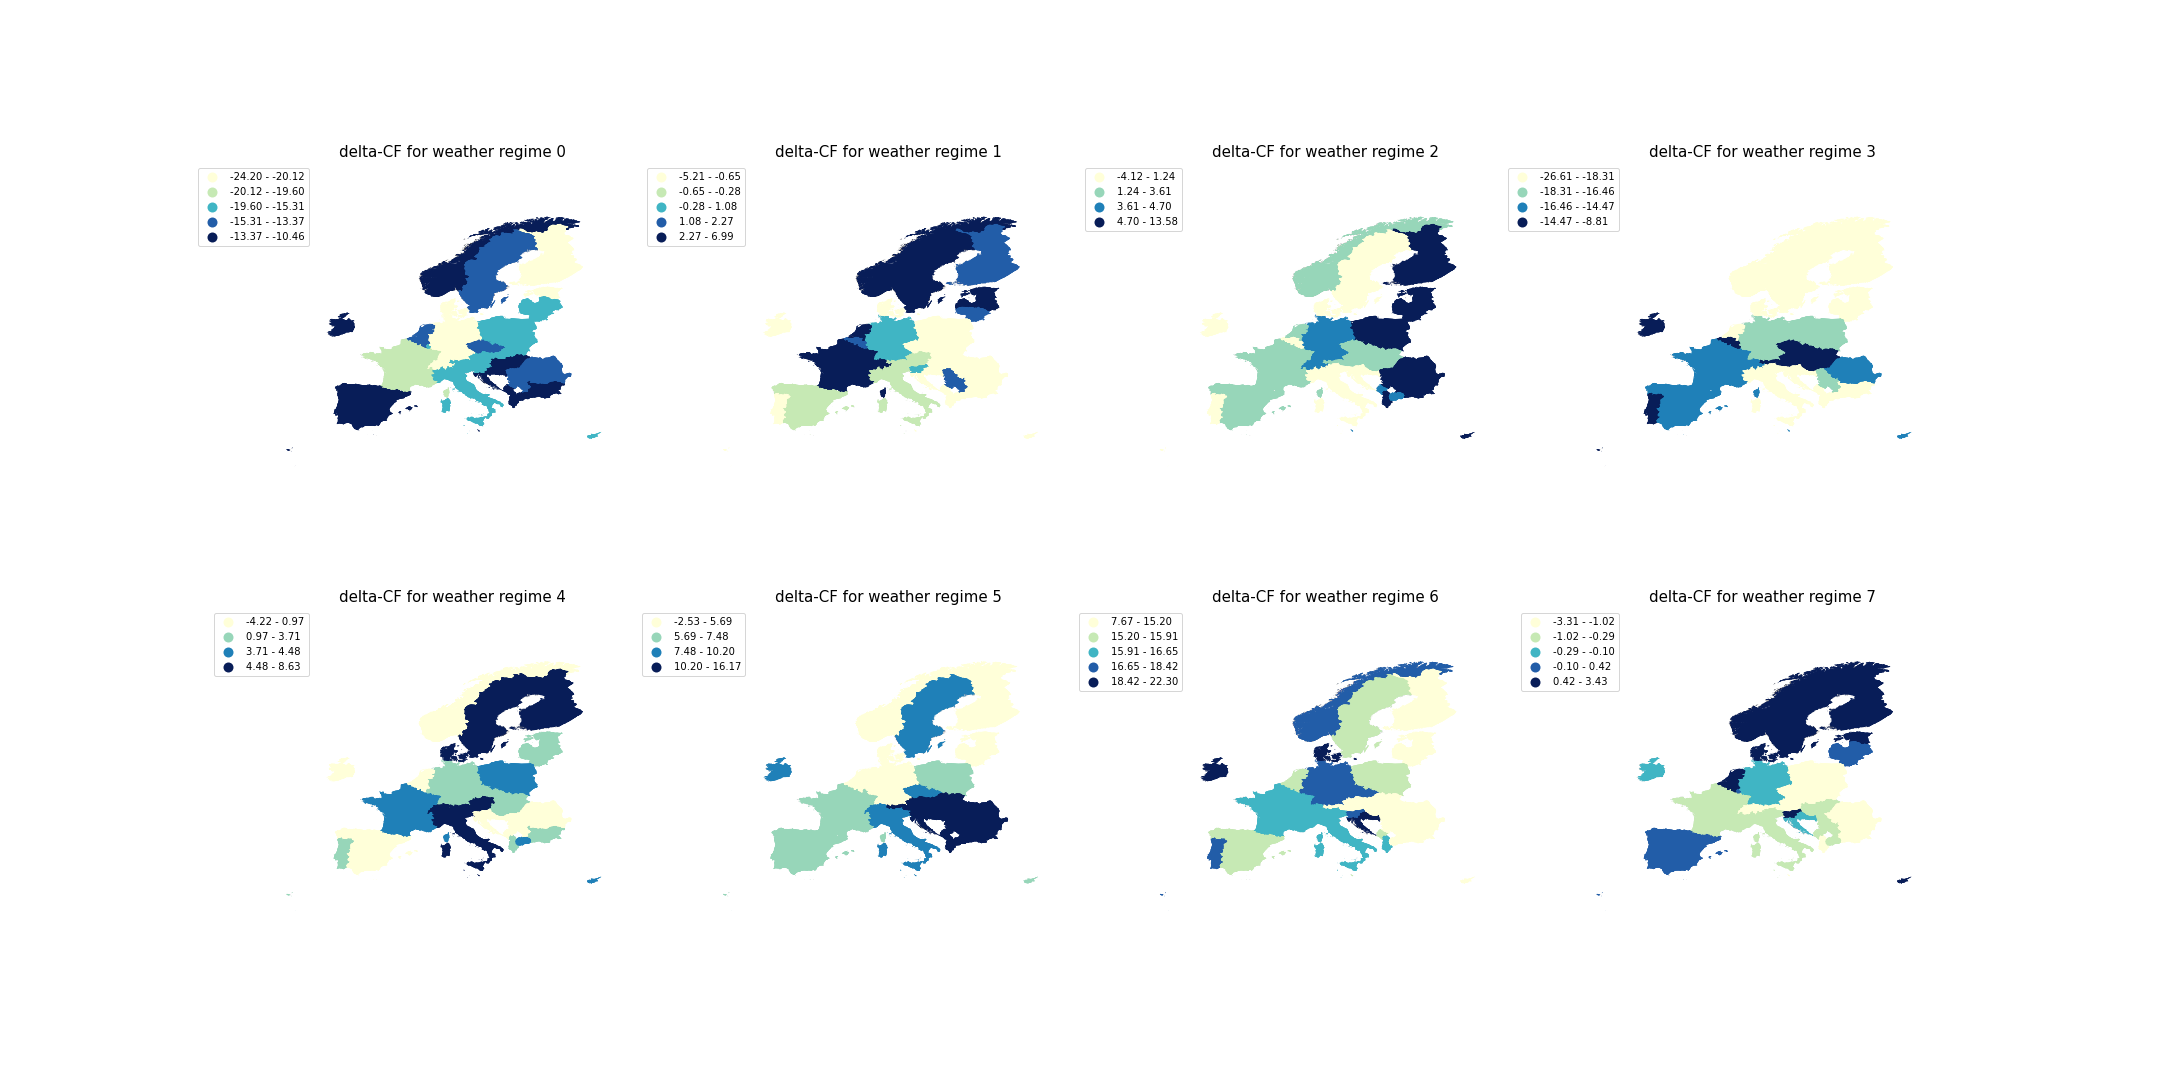 delta-CF for weather regime 0
-24.20 - -20.12
-20.12 - -19.60
-19.60 - -15.31
-15.31 - -13.37
-13.37 - -10.46
delta-CF for weather regime 1
-5.21 - -0.65
-0.65 - -0.28
-0.28 - 1.08
1.08 - 2.27
2.27 - 6.99
delta-CF for weather regime 2
-4.12 - 1.24
1.24 - 3.61
3.61 - 4.70
4.70 - 13.58
delta-CF for weather regime 3
-26.61 - -18.31
-18.31 - -16.46
-16.46 - -14.47
-14.47 - -8.81
delta-CF for weather regime 4
-4.22 - 0.97
0.97 - 3.71
3.71 - 4.48
4.48 - 8.63
delta-CF for weather regime 5
-2.53 - 5.69
5.69 - 7.48
7.48 - 10.20
10.20 - 16.17
delta-CF for weather regime 6
7.67 - 15.20
15.20 - 15.91
15.91 - 16.65
16.65 - 18.42
18.42 - 22.30
delta-CF for weather regime 7
-3.31 - -1.02
-1.02 - -0.29
-0.29 - -0.10
-0.10 - 0.42
0.42 - 3.43